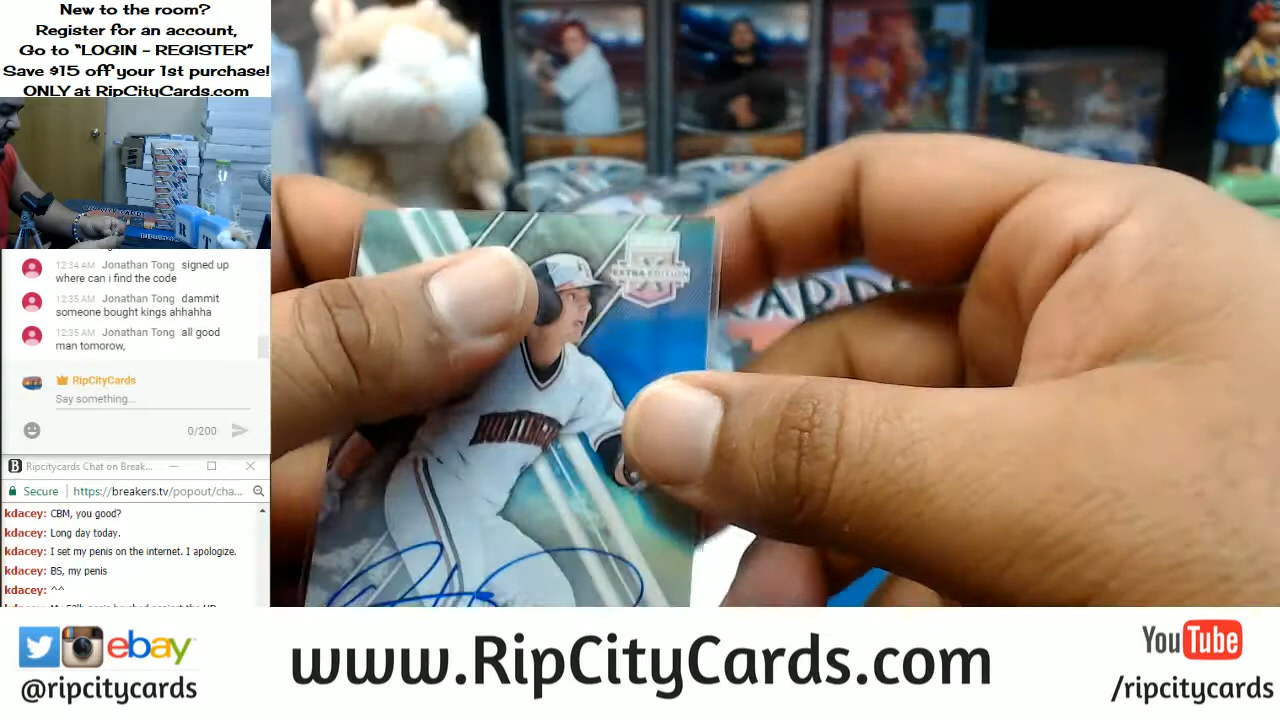 New to the room?
Register for an account,
Go to "LOGIN - REGISTER"
Save $15 off your 1st purchase!
ONLY at RipCityCards.com
12:34 AM Jonathan Tong signed up
where can i find the code
12:35 AM Jonathan Tong dammit
someone bought kings ahhahha
12:35 AM Jonathan Tong all good
man tomorow,
RipCityCards
Say something...
0/200
Ripcitycards Chat on Break...
Secure https://breakers.tv/popout/cha...
kdacey: CBM, you good?
kdacey: Long day today.
kdacey: I set my penis on the internet. I apologize.
kdacey: BS, my penis
kdacey: ^^
EXTRA EDITION
CARDS
ebay
@ripcitycards
www.RipCityCards.com
YouTube
/ripcitycards